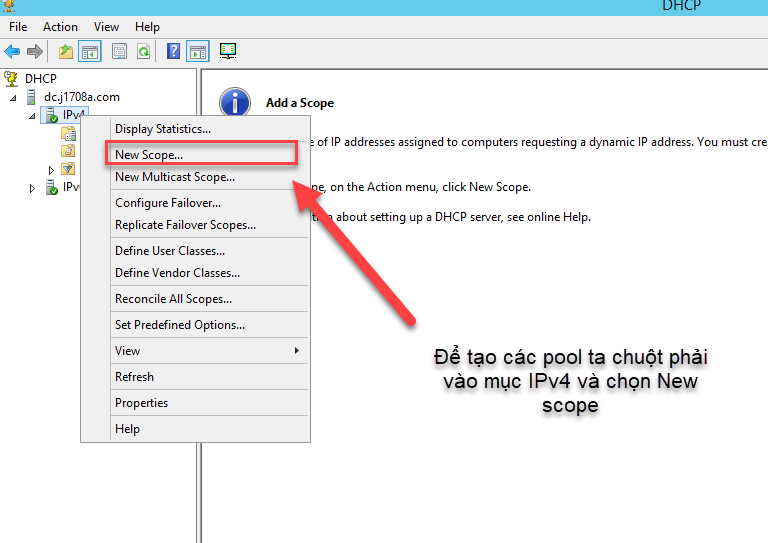 DHCP
File Action View Help
DHCP
dc.j1708a.com
IPv4
IPv
Add a Scope
e of IP addresses assigned to computers requesting a dynamic IP address. You must crea
pe, on the Action menu, click New Scope.
tion about setting up a DHCP server, see online Help.
Display Statistics...
New Scope...
New Multicast Scope...
Configure Failover...
Replicate Failover Scopes...
Define User Classes...
Define Vendor Classes...
Reconcile All Scopes...
Set Predefined Options...
View
Refresh
Properties
Help
Để tạo các pool ta chuột phải
vào mục IPv4 và chọn New
scope